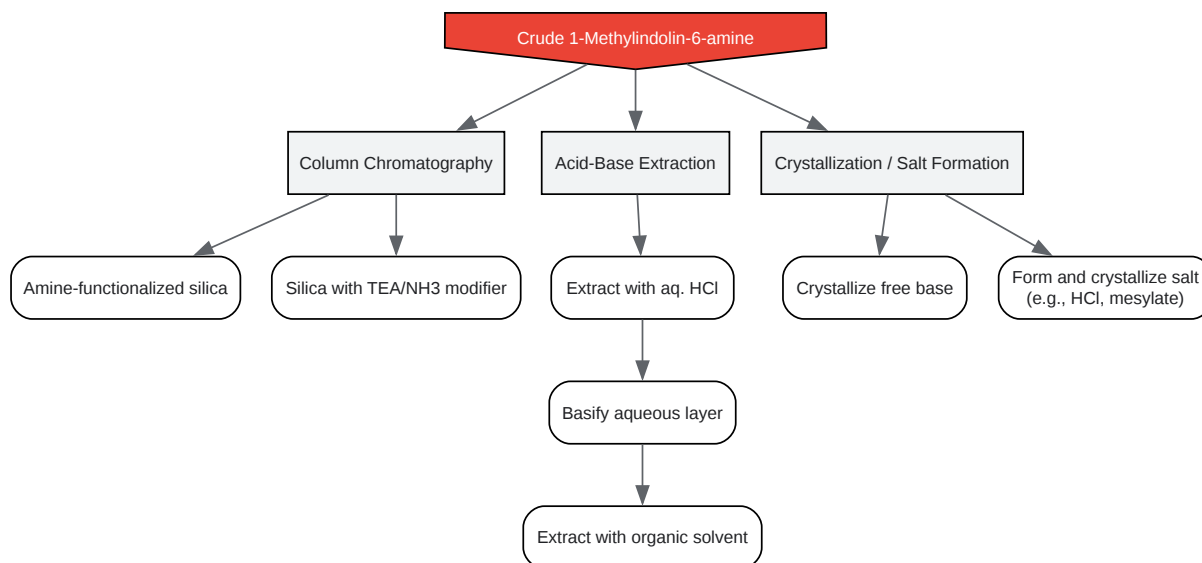 Crude 1-Methylindolin-6-amine
Column Chromatography
Acid-Base Extraction
Crystallization / Salt Formation
Amine-functionalized silica
Silica with TEA/NH3 modifier
Extract with aq. HCl
Crystallize free base
Form and crystallize salt
(e.g., HCl, mesylate)
Basify aqueous layer
Extract with organic solvent